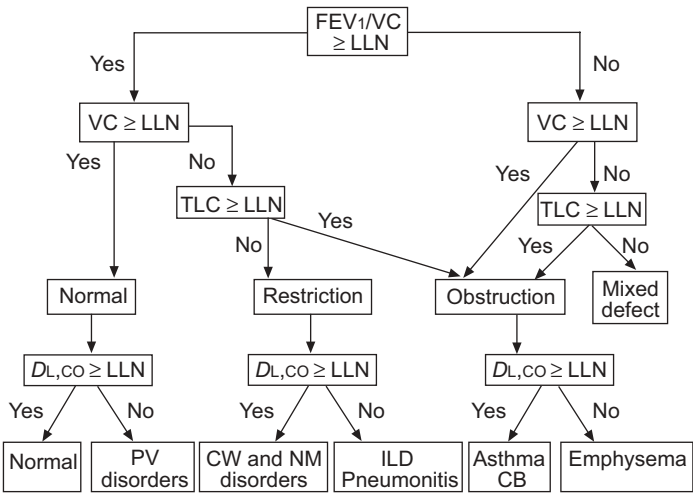 FEV1/VC
≥ LLN
Yes
No
VC ≥ LLN
VC ≥ LLN
Yes
No
Yes
No
TLC ≥ LLN
TLC ≥ LLN
Yes
No
Yes
No
Normal
Restriction
Obstruction
Mixed
defect
DL,CO ≥ LLN
DL,CO ≥ LLN
DL,CO ≥ LLN
Yes
No
Yes
No
Yes
No
Normal
PV
disorders
CW and NM
disorders
ILD
Pneumonitis
Asthma
CB
Emphysema